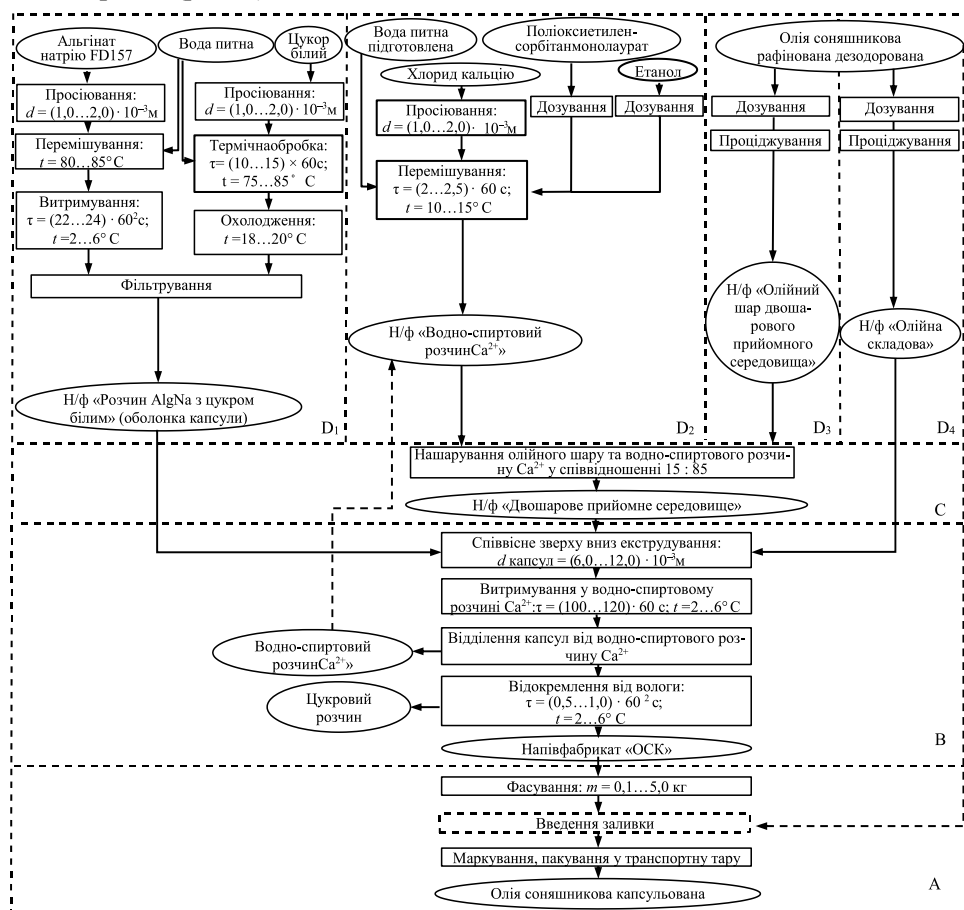 Альгінат
натрію FD157
Вода питна
Цукор
білий
Просіювання:
d = (1,0...2,0) · 10⁻³м
Просіювання:
d = (1,0...2,0) · 10⁻³м
Перемішування:
t = 80...85°C
Термічнаобробка:
τ= (10...15) × 60с;
t = 75...85° C
Витримування:
τ = (22...24) · 60²с;
t =2...6° C
Охолодження:
t =18...20° C
Фільтрування
Н/ф «Розчин AlgNa з цукром
білим» (оболонка капсули)
D₁
Вода питна
підготовлена
Поліоксиетилен-
сорбітанмонолаурат
Хлорид кальцію
Етанол
Просіювання:
d = (1,0...2,0)· 10⁻³м
Дозування
Дозування
Перемішування:
τ = (2...2,5) · 60 с;
t = 10...15° C
Н/ф «Водно-спиртовий
розчинCa²⁺»
D₂
Олія соняшникова
рафінована дезодорована
Дозування
Проціджування
Дозування
Проціджування
Н/ф «Олійний
шар двоша-
рового
прийомного
середовища»
Н/ф «Олійна
складова»
D₃
D₄
Нашарування олійного шару та водно-спиртового розчи-
ну Ca²⁺ у співвідношенні 15 : 85
Н/ф «Двошарове прийомне середовище»
C
Співвісне зверху вниз екструдування:
d капсул = (6,0...12,0) · 10⁻³м
Витримування у водно-спиртовому
розчині Ca²⁺:τ = (100...120) · 60 с; t =2...6° C
Водно-спиртовий
розчинCa²⁺»
Відділення капсул від водно-спиртового роз-
чину Ca²⁺
Цукровий
розчин
Відокремлення від вологи:
τ = (0,5...1,0) · 60 ² с;
t = 2...6° C
Напівфабрикат «ОСК»
B
Фасування: m = 0,1...5,0 кг
Введення заливки
Маркування, пакування у транспортну тару
Олія соняшникова капсульована
A